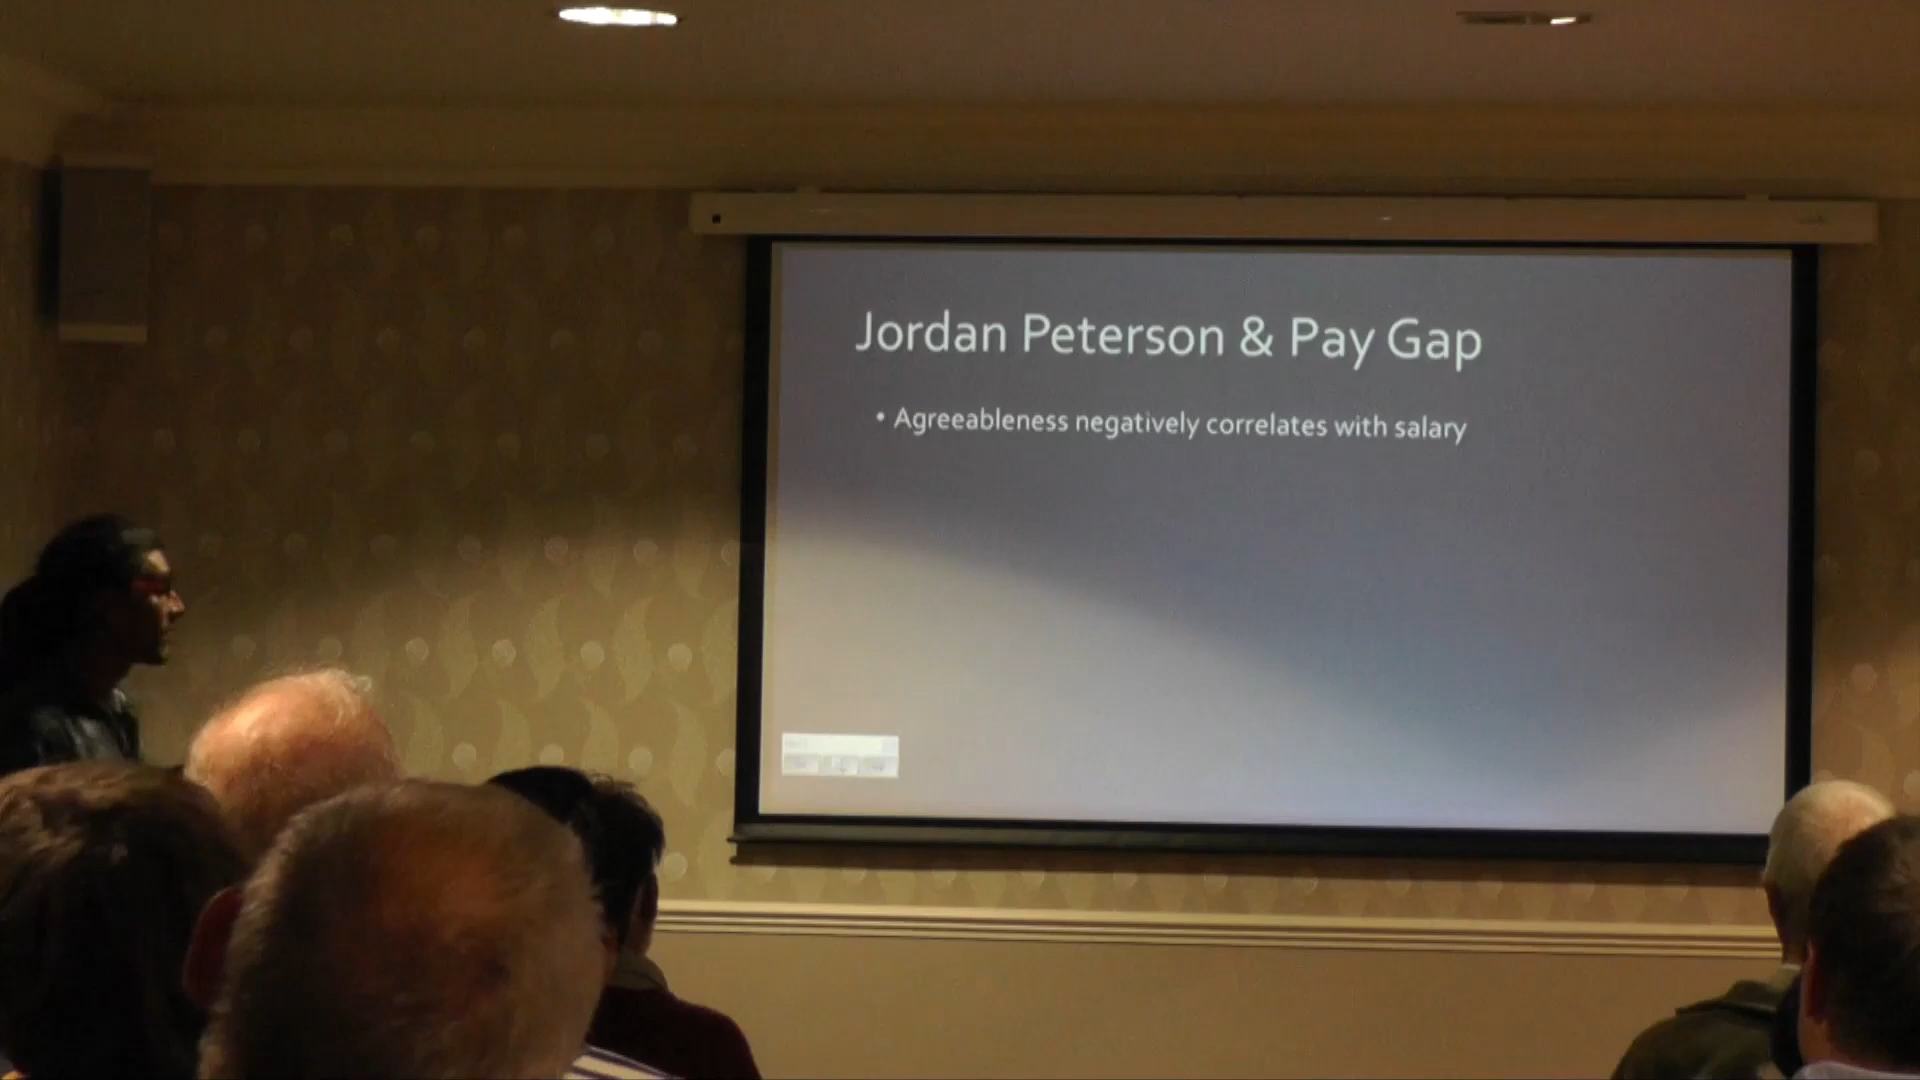 Jordan Peterson & Pay Gap
• Agreeableness negatively correlates with salary